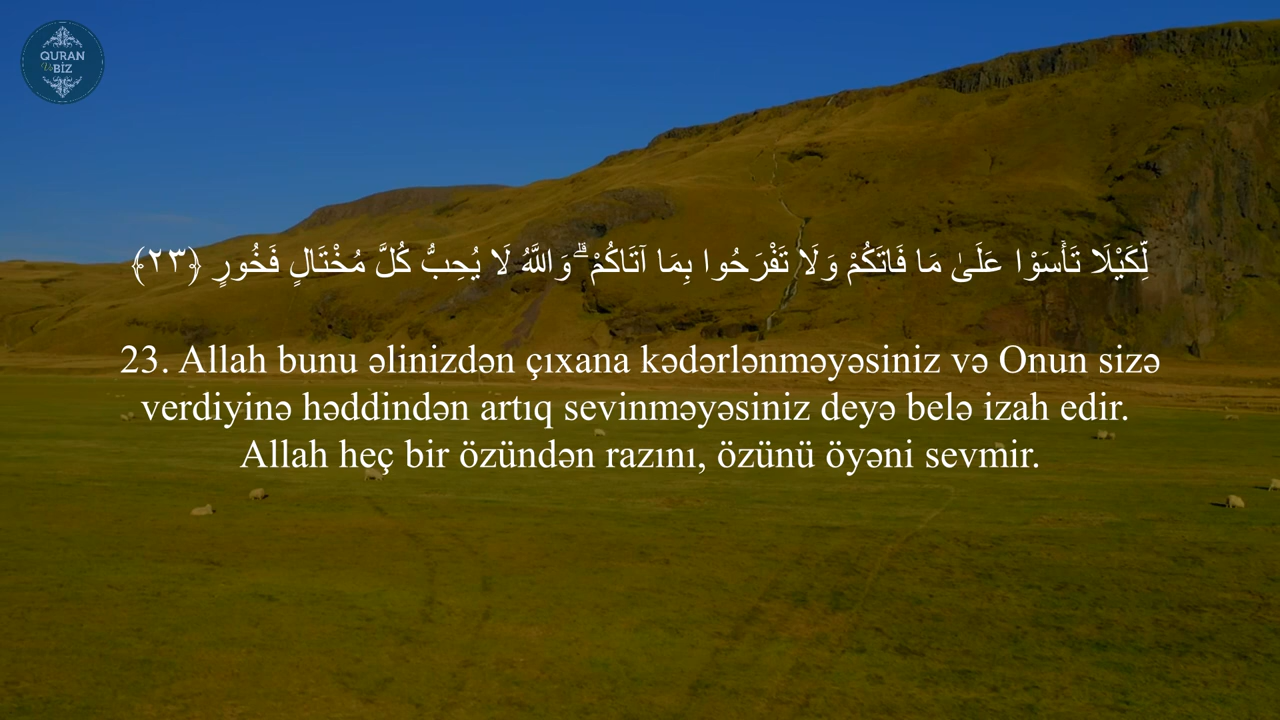 QURAN
Və
BİZ
لِّكَيْلَا تَأْسَوْا عَلَىٰ مَا فَاتَكُمْ وَلَا تَفْرَحُوا بِمَا آتَاكُمْ ۗ وَاللَّهُ لَا يُحِبُّ كُلَّ مُخْتَالٍ فَخُورٍ ﴿٢٣﴾
23. Allah bunu əlinizdən çıxana kədərlənməyəsiniz və Onun sizə
verdiyinə həddindən artıq sevinməyəsiniz deyə belə izah edir.
Allah heç bir özündən razını, özünü öyəni sevmir.